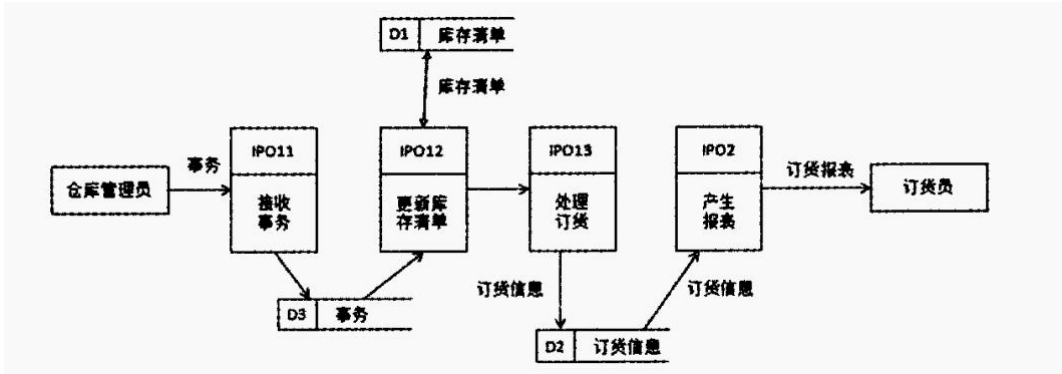 D1 库存清单
库存清单
IPO11
IPO12
IPO13
IPO2
仓库管理员
事务
接收
事务
更新库
存清单
处理
订货
产生
报表
订货报表
订货员
订货信息
订货信息
D3 事务
D2 订货信息